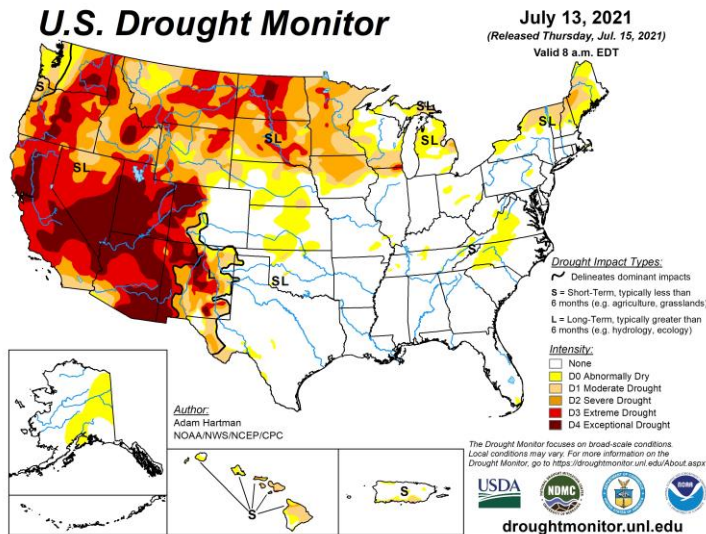 U.S. Drought Monitor
July 13, 2021
(Released Thursday, Jul. 15, 2021)
Valid 8 a.m. EDT
S
SL
SL
SL
SL
SL
S
SL
Drought Impact Types:
Delineates dominant impacts
S = Short-Term, typically less than
6 months (e.g. agriculture, grasslands)
L = Long-Term, typically greater than
6 months (e.g. hydrology, ecology)
Intensity:
None
D0 Abnormally Dry
D1 Moderate Drought
D2 Severe Drought
D3 Extreme Drought
D4 Exceptional Drought
Author:
Adam Hartman
NOAA/NWS/NCEP/CPC
S
S
The Drought Monitor focuses on broad-scale conditions.
Local conditions may vary. For more information on the
Drought Monitor, go to https://droughtmonitor.unl.edu/About.aspx
USDA
NDMC
NOAA
droughtmonitor.unl.edu